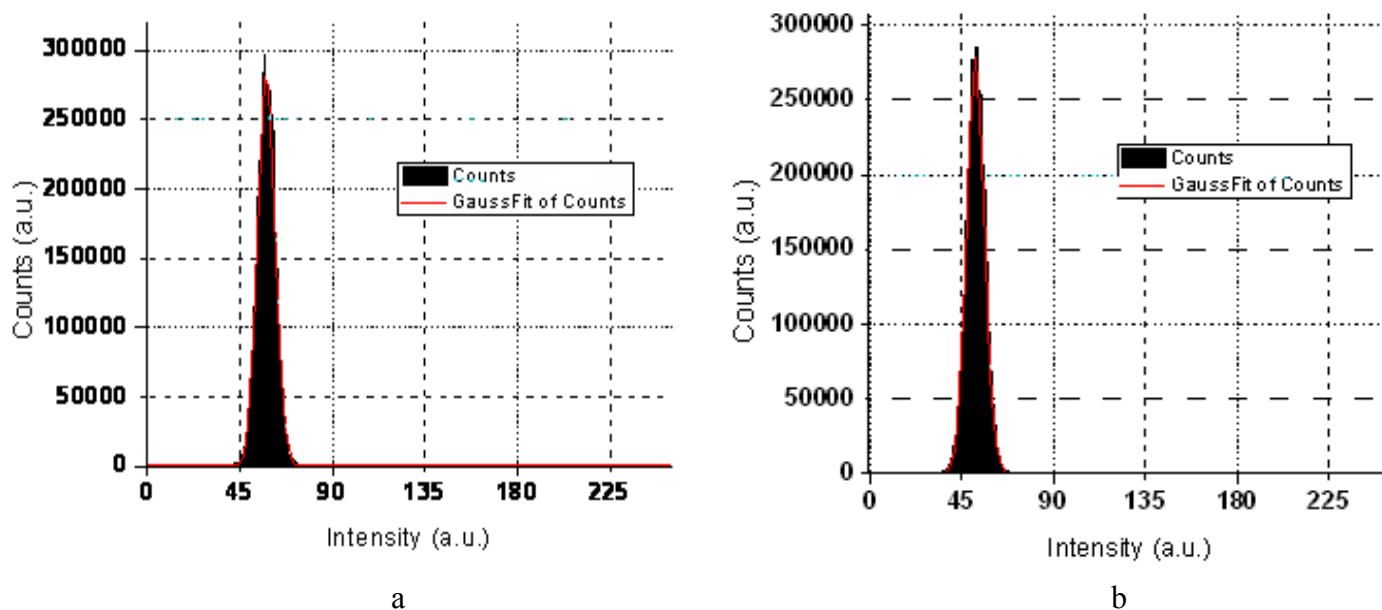 300000
250000
200000
150000
100000
50000
0
Counts (a.u.)
0 45 90 135 180 225
Intensity (a.u.)
Counts
GaussFit of Counts
a
300000
250000
200000
150000
100000
50000
0
Counts (a.u.)
0 45 90 135 180 225
Intensity (a.u.)
Counts
GaussFit of Counts
b